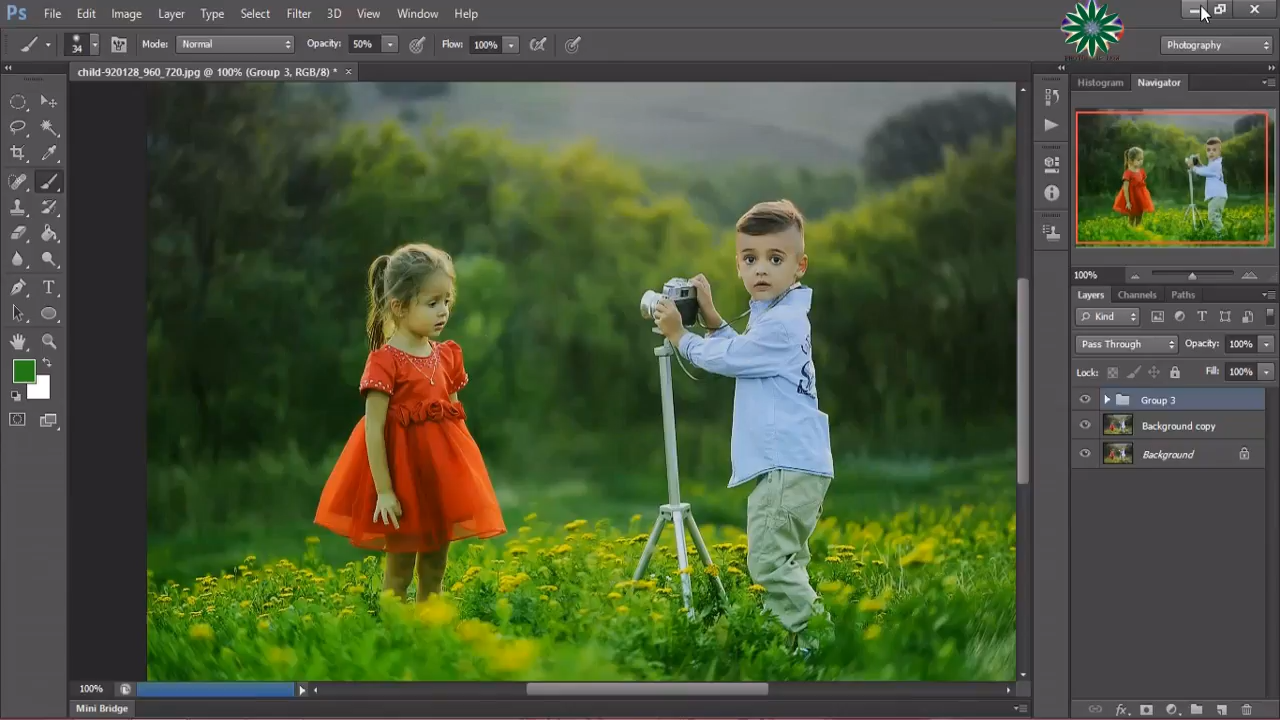 Ps File Edit Image Layer Type Select Filter 3D View Window Help
34 Mode: Normal Opacity: 50% Flow: 100% Photography
child-920128_960_720.jpg @ 100% (Group 3, RGB/8) * ×
Histogram Navigator
100%
Layers Channels Paths
Kind
Pass Through Opacity: 100%
Lock: Fill: 100%
Group 3
Background copy
Background
100%
Mini Bridge